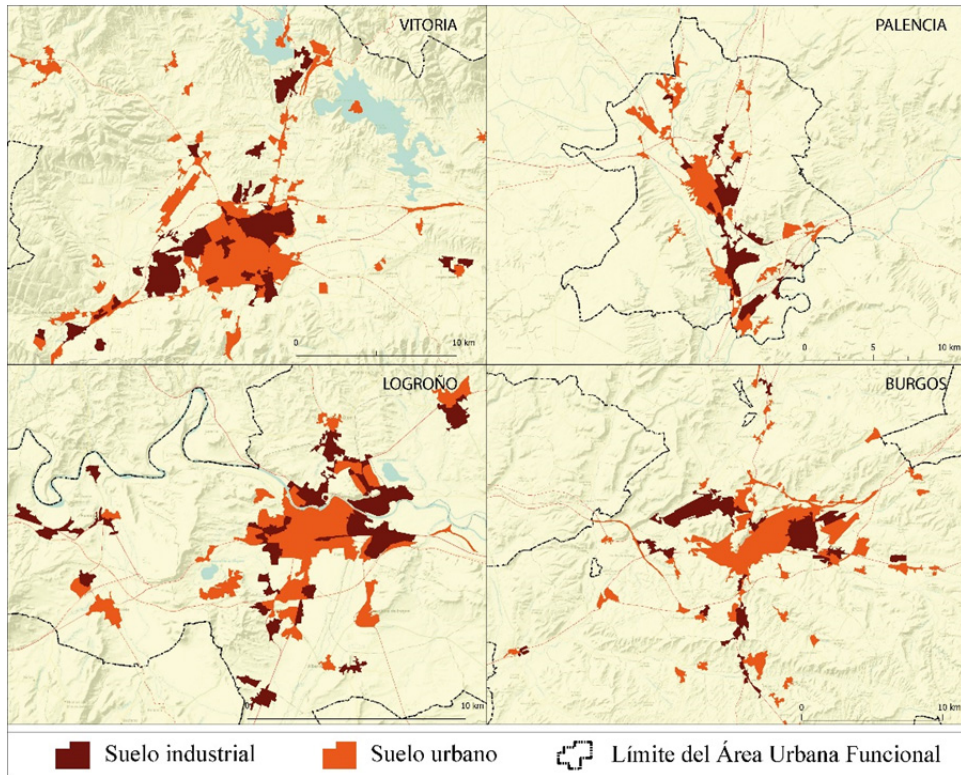 VITORIA
0 10 km
PALENCIA
0 5 10 km
LOGROÑO
0 10 km
BURGOS
0 10 km
Suelo industrial
Suelo urbano
Límite del Área Urbana Funcional